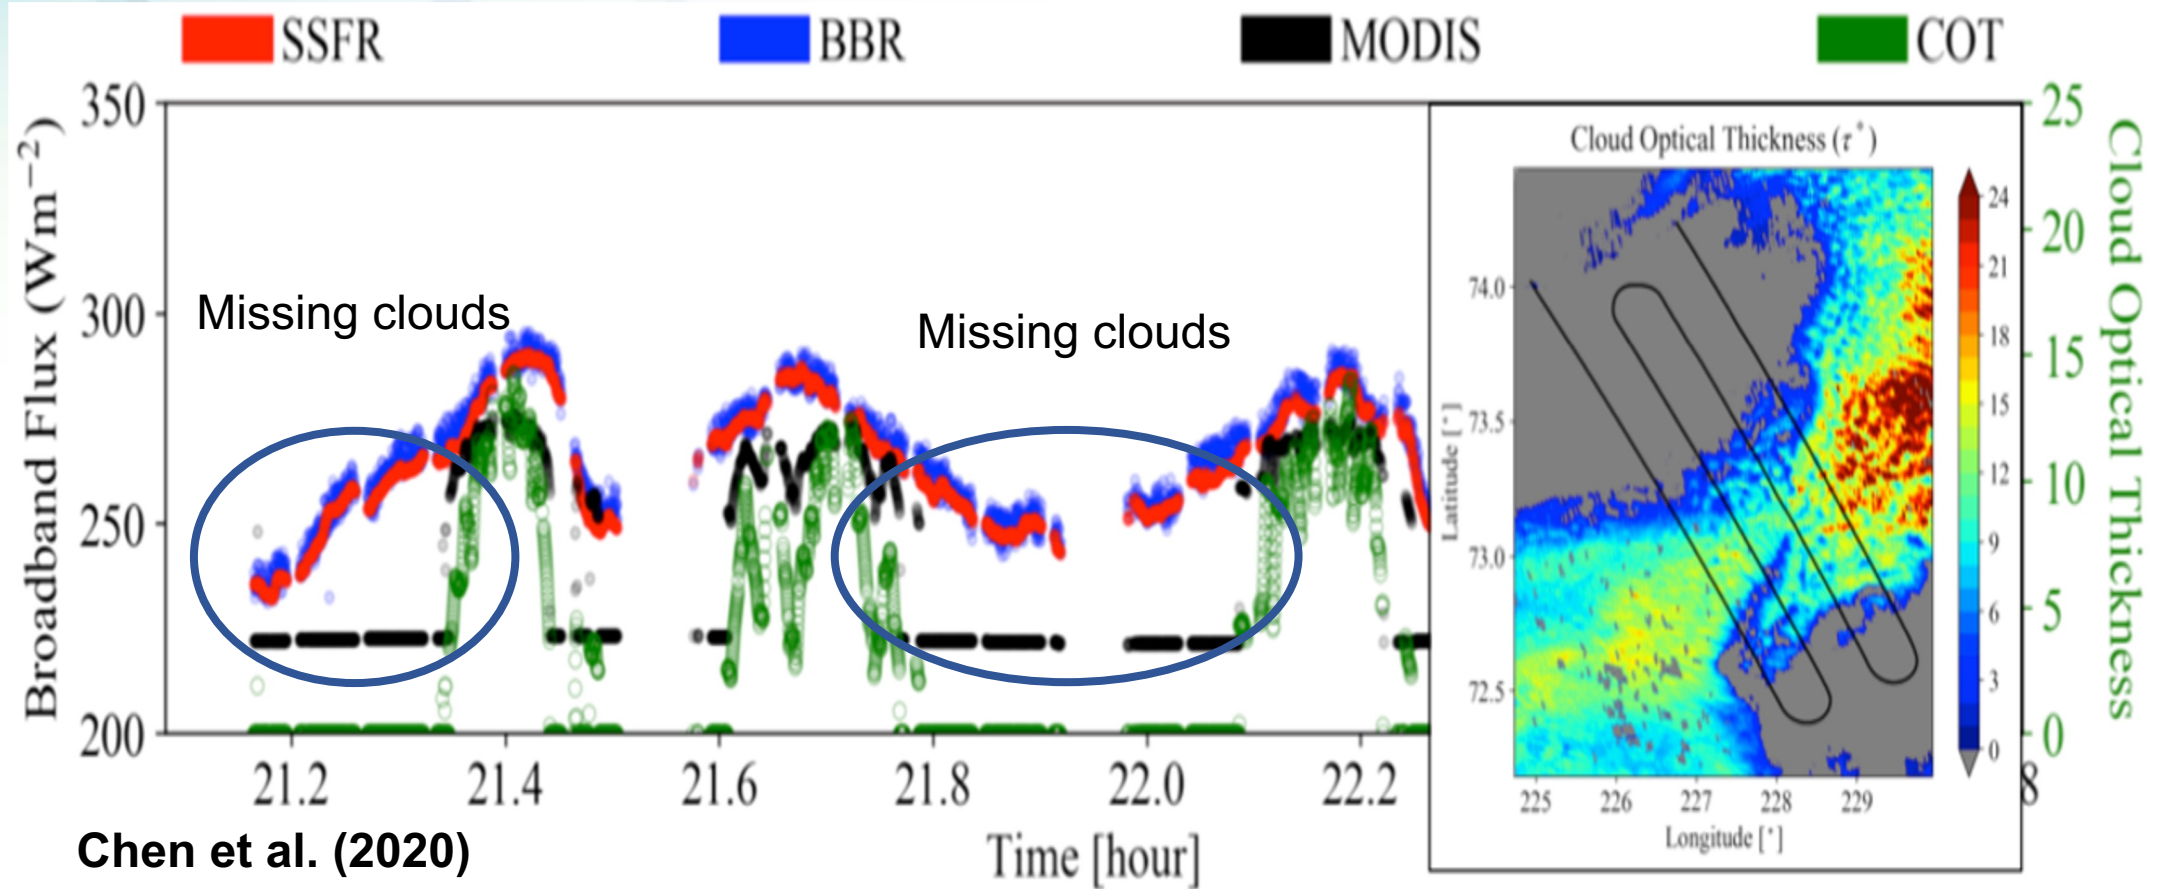 SSFR BBR MODIS COT
Broadband Flux (Wm⁻²)
350
300
250
200
Missing clouds
Missing clouds
21.2 21.4 21.6 21.8 22.0 22.2 8
Time [hour]
25
20
15
10
5
0
Cloud Optical Thickness
Cloud Optical Thickness (τ*)
Latitude [°]
74.0
73.5
73.0
72.5
225 226 227 228 229
Longitude [°]
24
21
18
15
12
9
6
3
0
Chen et al. (2020)